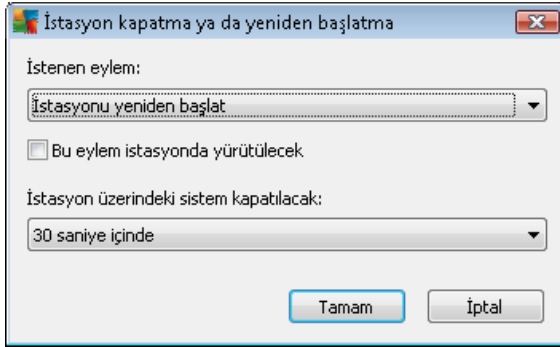 İstasyon kapatma ya da yeniden başlatma
İstenen eylem:
İstasyonu yeniden başlat
Bu eylem istasyonda yürütülecek
İstasyon üzerindeki sistem kapatılacak:
30 saniye içinde
Tamam
İptal